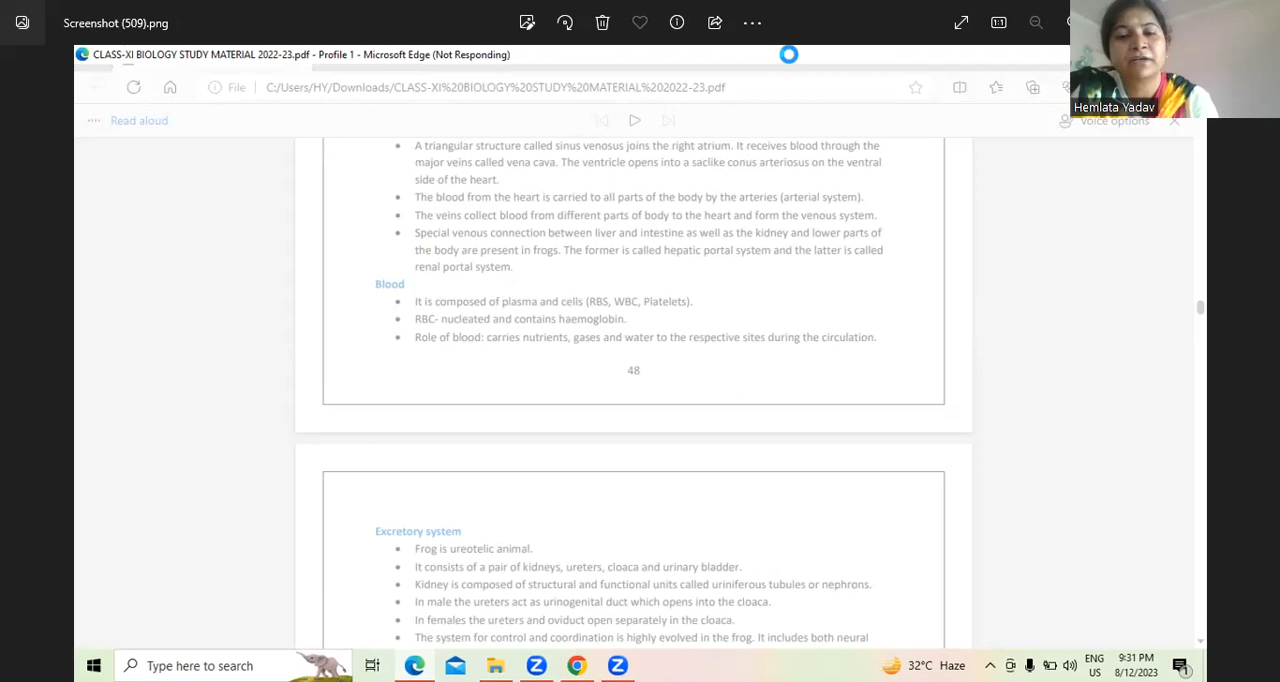 Screenshot (509).png
CLASS-XI BIOLOGY STUDY MATERIAL 2022-23.pdf - Profile 1 - Microsoft Edge (Not Responding)
File
C:/Users/HY/Downloads/CLASS-XI%20BIOLOGY%20STUDY%20MATERIAL%202022-23.pdf
Hemlata Yadav
Read aloud
Voice options
• A triangular structure called sinus venosus joins the right atrium. It receives blood through the
major veins called vena cava. The ventricle opens into a saclike conus arteriosus on the ventral
side of the heart.
• The blood from the heart is carried to all parts of the body by the arteries (arterial system).
• The veins collect blood from different parts of body to the heart and form the venous system.
• Special venous connection between liver and intestine as well as the kidney and lower parts of
the body are present in frogs. The former is called hepatic portal system and the latter is called
renal portal system.
Blood
• It is composed of plasma and cells (RBS, WBC, Platelets).
• RBC- nucleated and contains haemoglobin.
• Role of blood: carries nutrients, gases and water to the respective sites during the circulation.
48
Excretory system
• Frog is ureotelic animal.
• It consists of a pair of kidneys, ureters, cloaca and urinary bladder.
• Kidney is composed of structural and functional units called uriniferous tubules or nephrons.
• In male the ureters act as urinogenital duct which opens into the cloaca.
• In females the ureters and oviduct open separately in the cloaca.
• The system for control and coordination is highly evolved in the frog. It includes both neural
Type here to search
32°C Haze
ENG
US
9:31 PM
8/12/2023
1